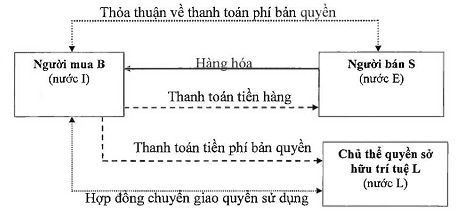 Thỏa thuận về thanh toán phí bản quyền
Người mua B
(nước I)
Hàng hóa
Người bán S
(nước E)
Thanh toán tiền hàng
Thanh toán tiền phí bản quyền
Chủ thể quyền sở
hữu trí tuệ L
(nước L)
Hợp đồng chuyên giao quyền sử dụng